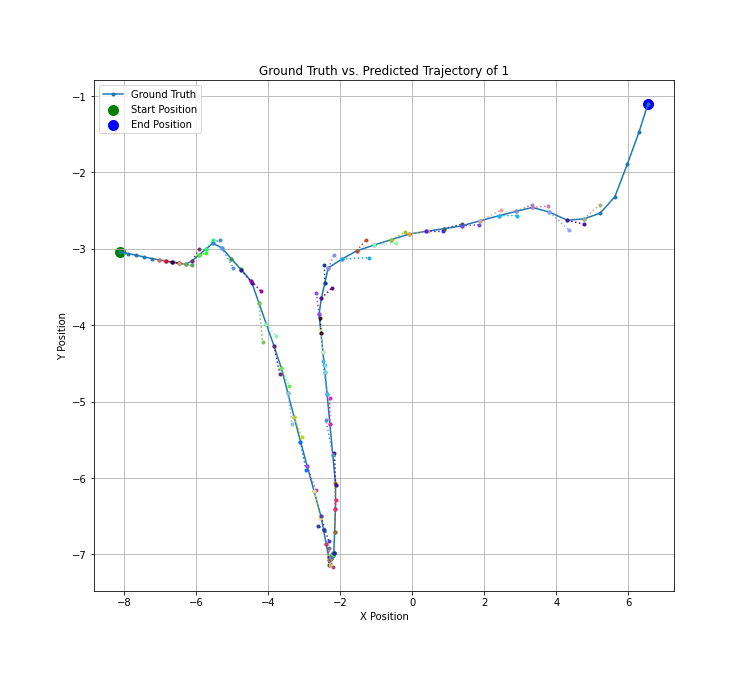 Ground Truth vs. Predicted Trajectory of 1
Ground Truth
Start Position
End Position
−1
−2
−3
−4
−5
−6
−7
Y Position
−8 −6 −4 −2 0 2 4 6
X Position